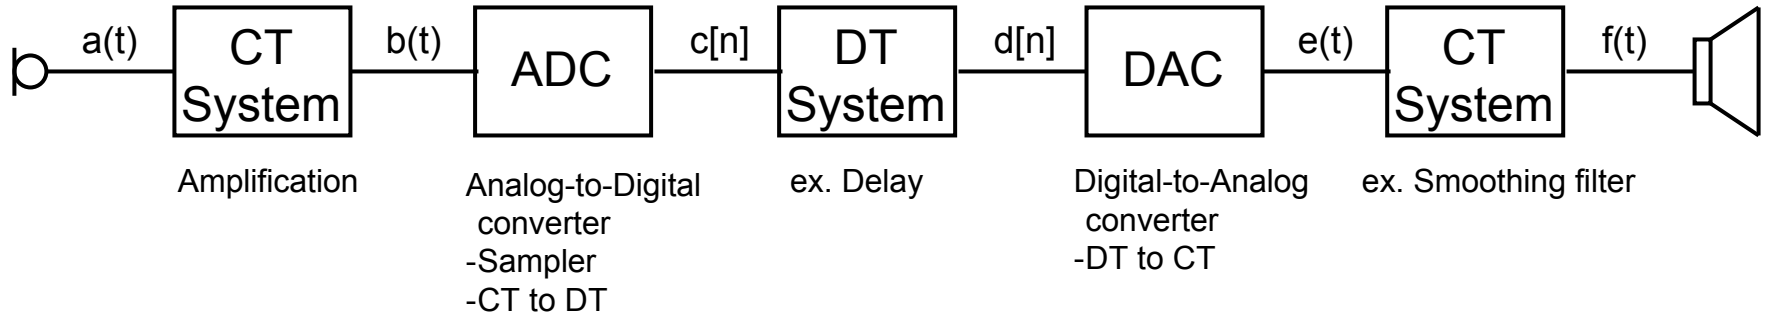 a(t)
CT
System
b(t)
ADC
c[n]
DT
System
d[n]
DAC
e(t)
CT
System
f(t)
Amplification
Analog-to-Digital
converter
-Sampler
-CT to DT
ex. Delay
Digital-to-Analog
converter
-DT to CT
ex. Smoothing filter